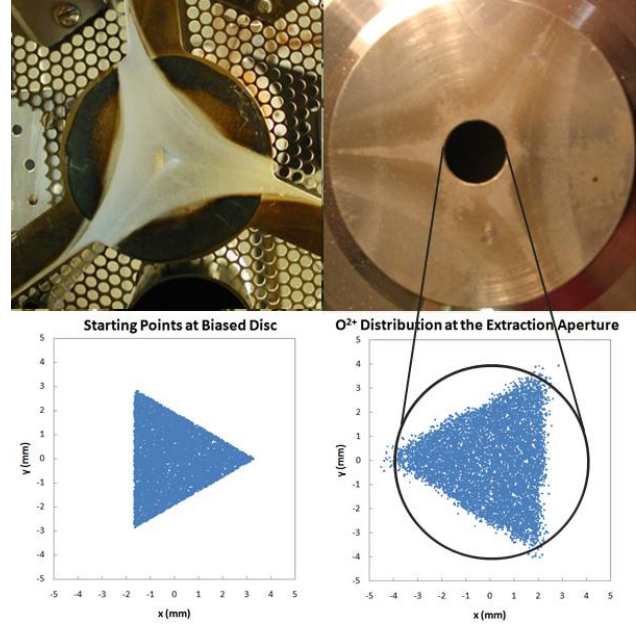 Starting Points at Biased Disc
5
4
3
2
1
0
-1
-2
-3
-4
-5
y (mm)
-5 -4 -3 -2 -1 0 1 2 3 4 5
x (mm)
O²⁺ Distribution at the Extraction Aperture
5
4
3
2
1
0
-1
-2
-3
-4
-5
y (mm)
-5 -4 -3 -2 -1 0 1 2 3 4 5
x (mm)